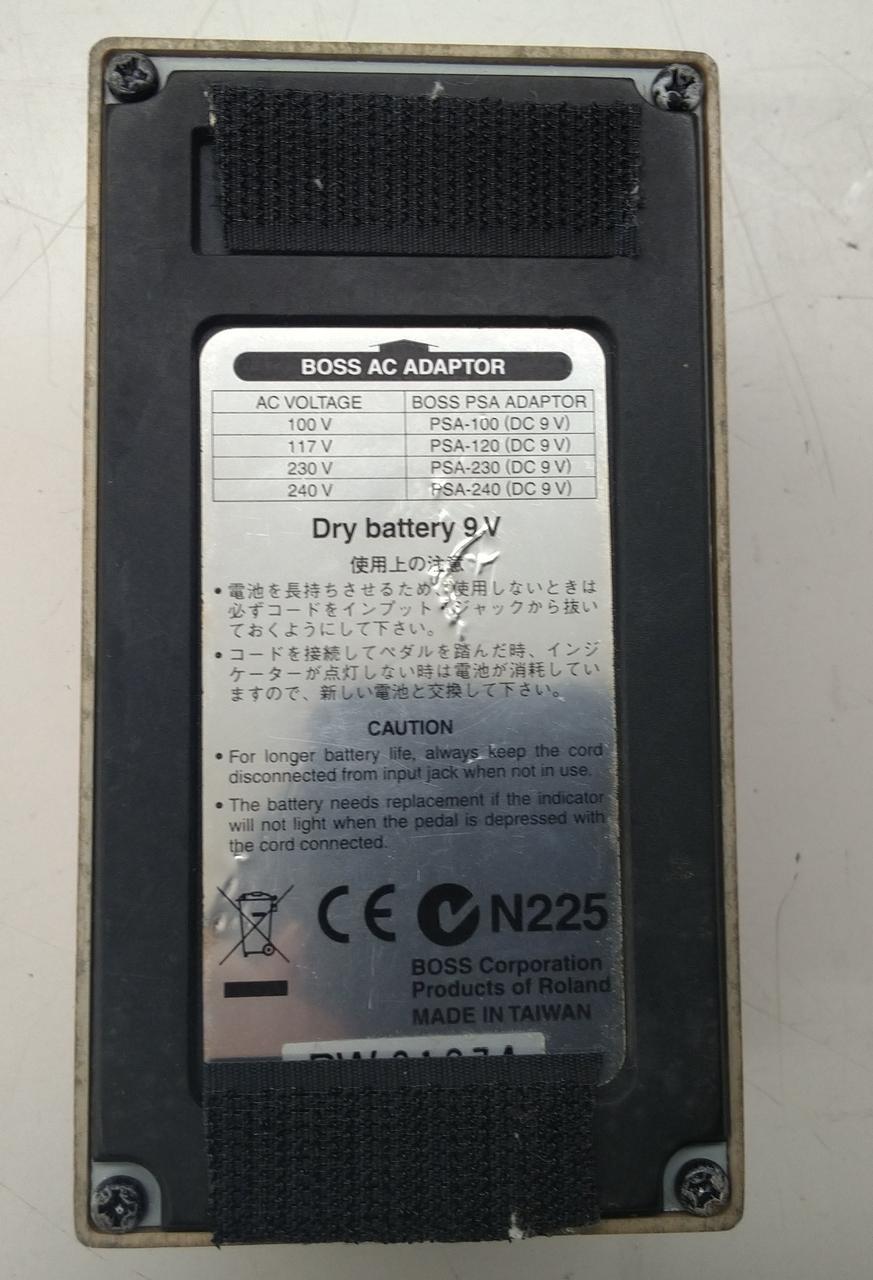 BOSS AC ADAPTOR
AC VOLTAGE BOSS PSA ADAPTOR
100 V PSA-100 (DC 9 V)
117 V PSA-120 (DC 9 V)
230 V PSA-230 (DC 9 V)
240 V PSA-240 (DC 9 V)
Dry battery 9 V
使用上の注意
• 電池を長持ちさせるため、使用しないときは
必ずコードをインプット・ジャックから抜い
ておくようにして下さい。
• コードを接続してペダルを踏んだ時、インジ
ケーターが点灯しない時は電池が消耗してい
ますので、新しい電池と交換して下さい。
CAUTION
• For longer battery life, always keep the cord
disconnected from input jack when not in use.
• The battery needs replacement if the indicator
will not light when the pedal is depressed with
the cord connected.
CE N225
BOSS Corporation
Products of Roland
MADE IN TAIWAN